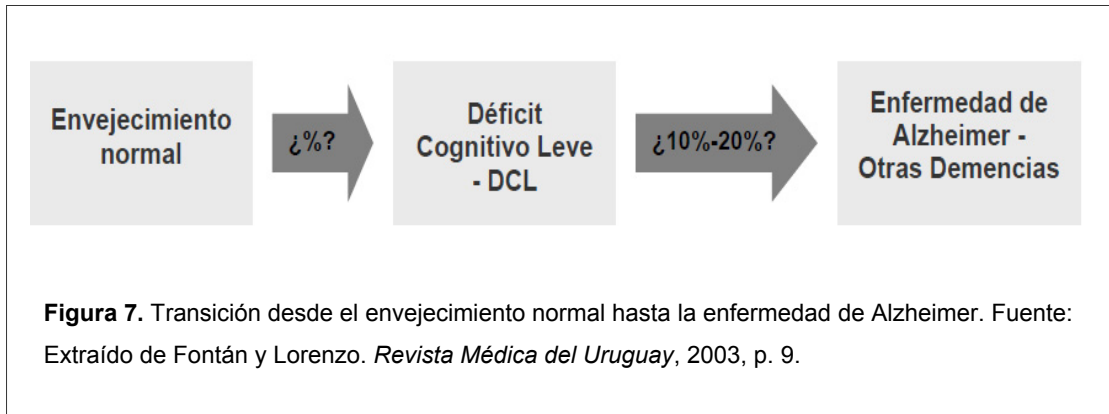 Envejecimiento
normal
¿%?
Déficit
Cognitivo Leve
- DCL
¿10%-20%?
Enfermedad de
Alzheimer -
Otras Demencias
Figura 7. Transición desde el envejecimiento normal hasta la enfermedad de Alzheimer. Fuente:
Extraído de Fontán y Lorenzo. Revista Médica del Uruguay, 2003, p. 9.